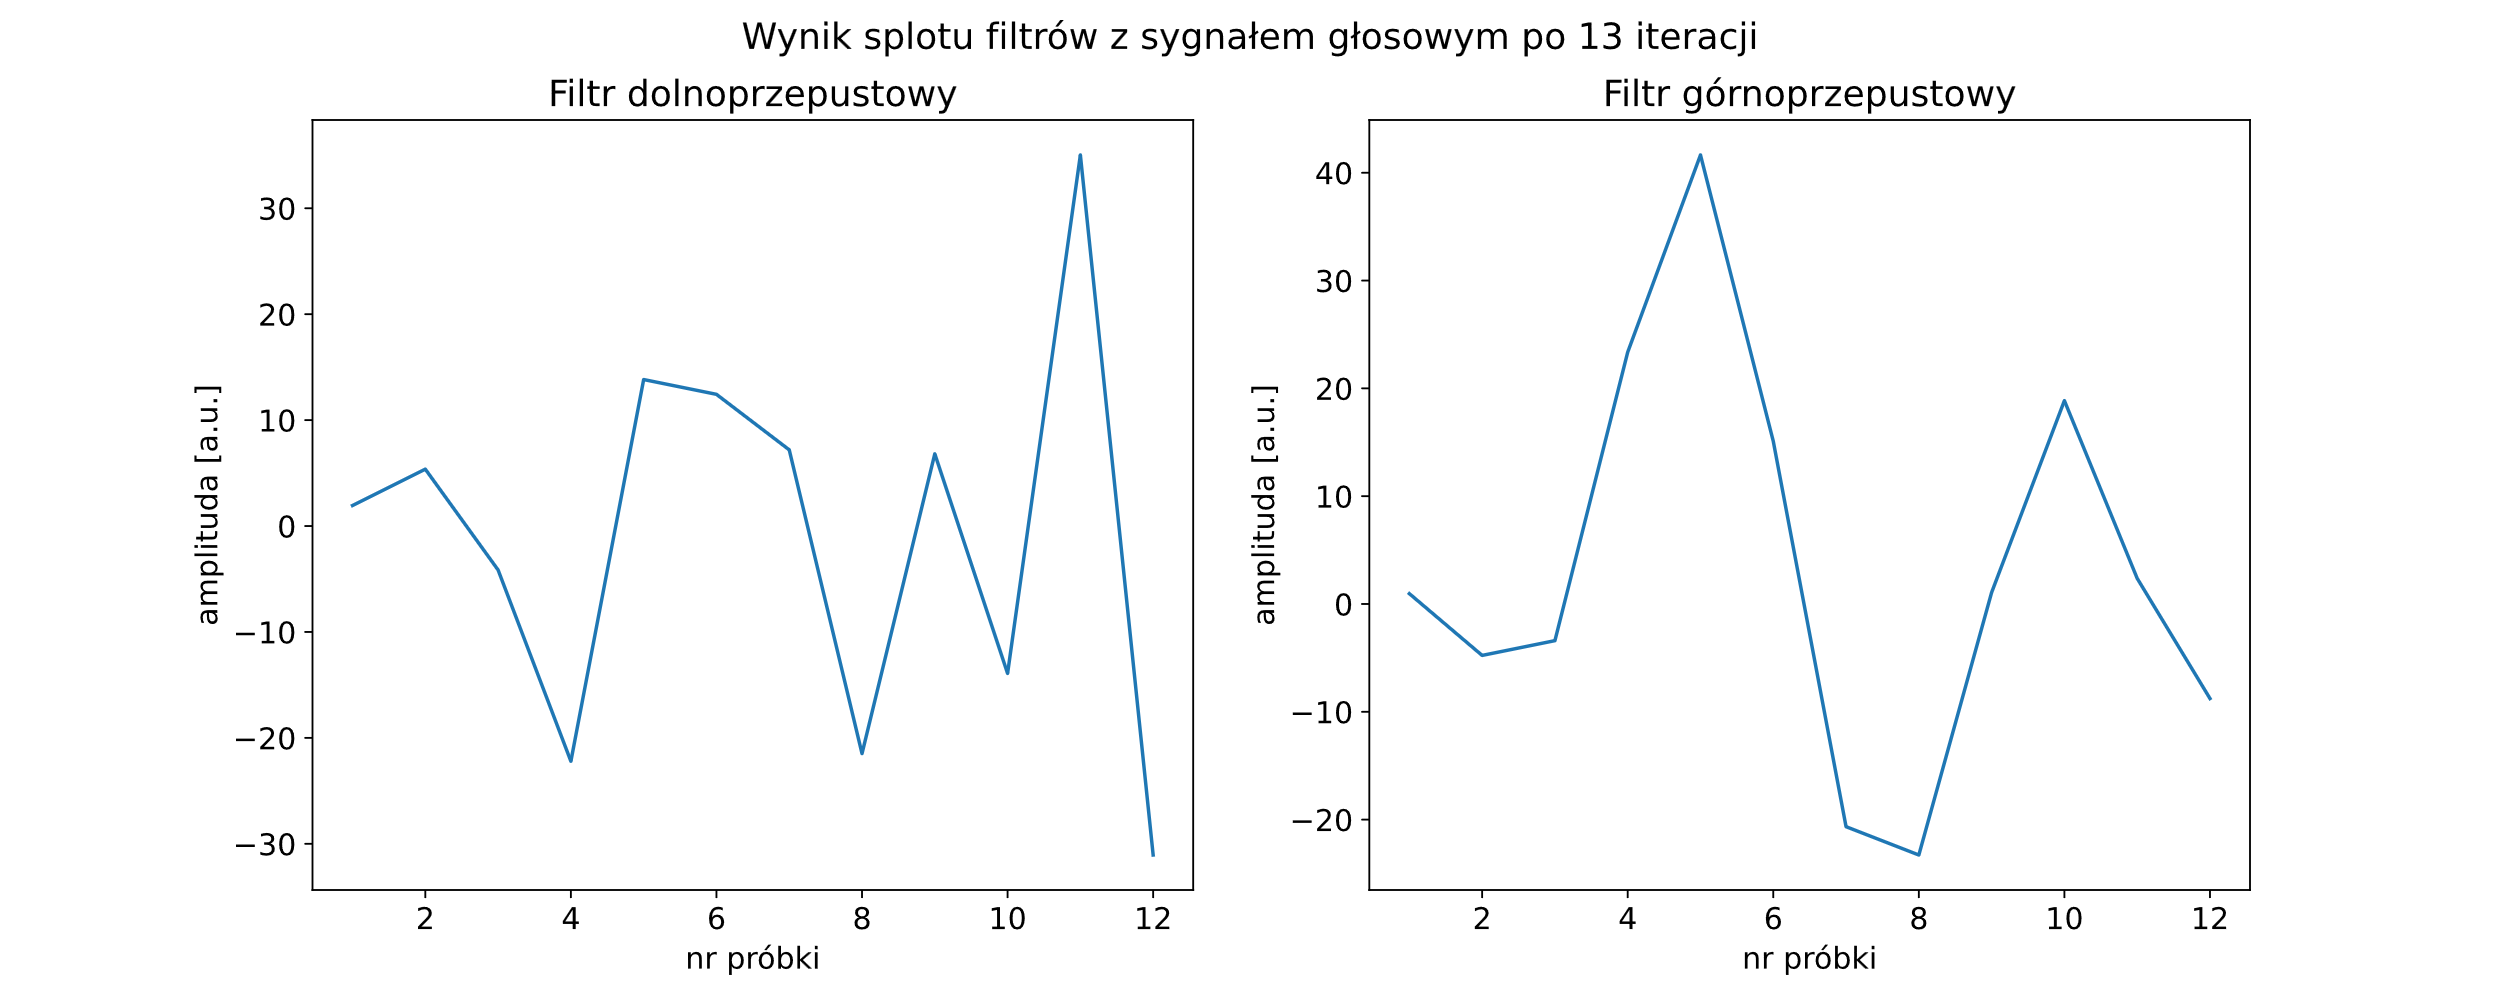 Wynik splotu filtrów z sygnałem głosowym po 13 iteracji
Filtr dolnoprzepustowy
amplituda [a.u.]
30
20
10
0
−10
−20
−30
2 4 6 8 10 12
nr próbki
Filtr górnoprzepustowy
amplituda [a.u.]
40
30
20
10
0
−10
−20
2 4 6 8 10 12
nr próbki